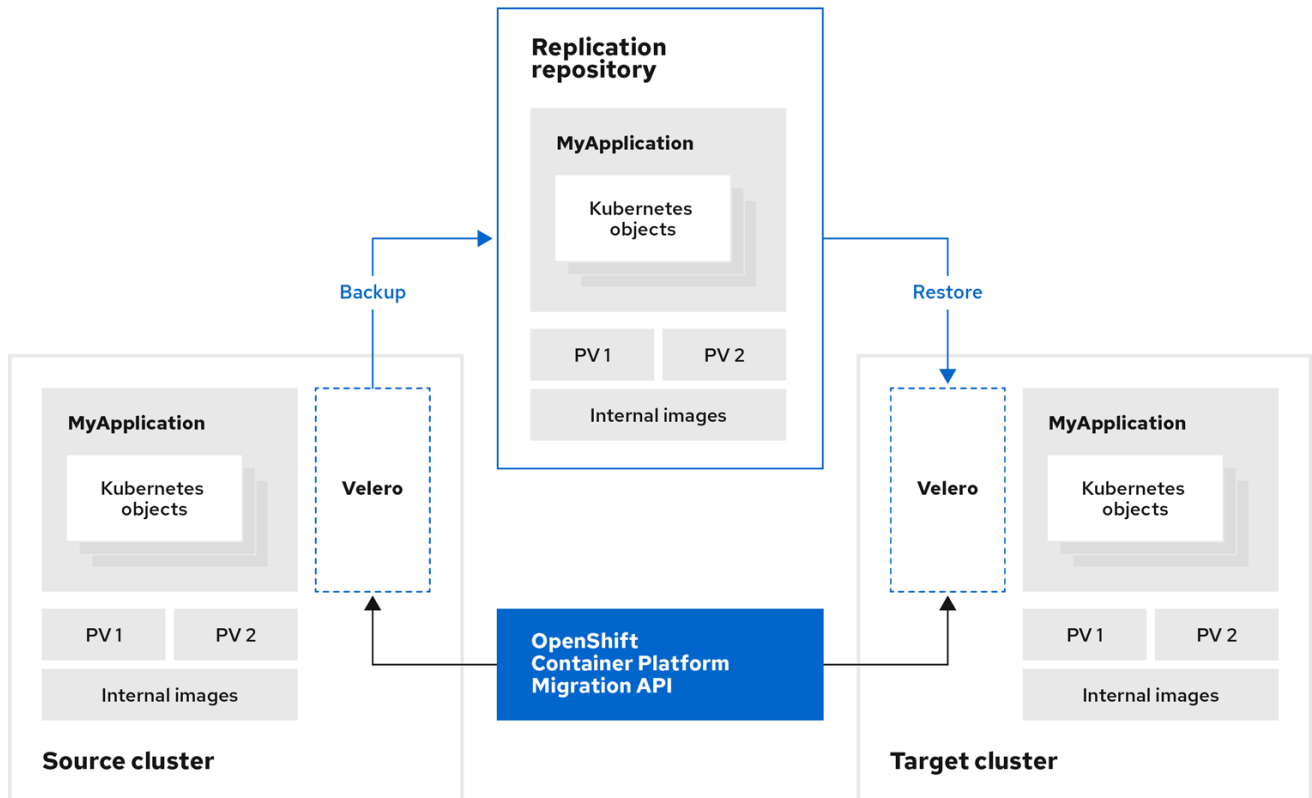 Replication
repository
MyApplication
Kubernetes
objects
Backup
Restore
PV 1
PV 2
Internal images
MyApplication
Kubernetes
objects
Velero
PV 1
PV 2
Internal images
Source cluster
OpenShift
Container Platform
Migration API
Velero
MyApplication
Kubernetes
objects
PV 1
PV 2
Internal images
Target cluster